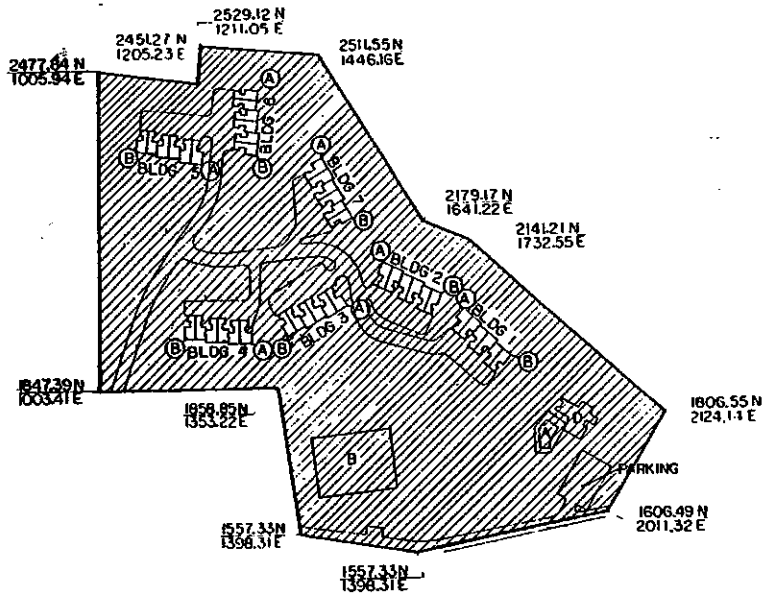 2529.12 N
1211.05 E
2451.27 N
1205.23 E
2511.55 N
1446.16 E
2477.64 N
1005.94 E
A
BLDG 6
B
A
B
BLDG 5
A
BLDG 7
B
2179.17 N
1641.22 E
2141.21 N
1732.55 E
A
BLDG 2
B
A
BLDG 1
B
BLDG 3
A
B
BLDG 4
A
B
1847.39 N
1003.41 E
1858.85 N
1353.22 E
1806.55 N
2124.14 E
D
B
PARKING
1606.49 N
2011.32 E
1557.33 N
1398.31 E
1557.33 N
1398.31 E